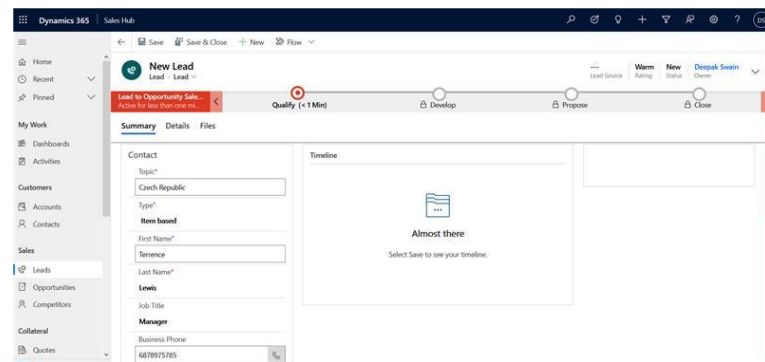 Dynamics 365 Sales Hub ?
Save Save & Close New Flow
Home
Recent
Pinned
My Work
Dashboards
Activities
Customers
Accounts
Contacts
Sales
Leads
Opportunities
Competitors
Collateral
Quotes
New Lead
Lead · Lead
---
Lead Source
Warm
Rating
New
Status
Deepak Swain
Owner
Lead to Opportunity Sale...
Active for less than one mi...
Qualify (< 1 Min)
Develop
Propose
Close
Summary Details Files
Contact
Topic*
Czech Republic
Type*
Item based
First Name*
Terrence
Last Name*
Lewis
Job Title
Manager
Business Phone
6878975785
Timeline
Almost there
Select Save to see your timeline.